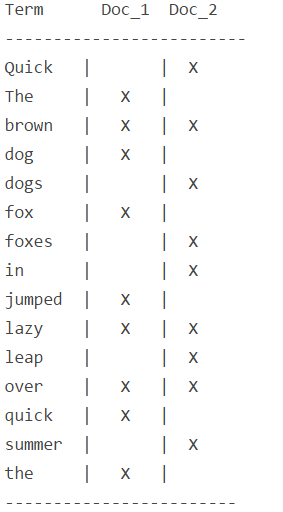 Term      Doc_1  Doc_2
-------------------------
Quick   |       |  X
The     |   X   |
brown   |   X   |  X
dog     |   X   |
dogs    |       |  X
fox     |   X   |
foxes   |       |  X
in      |       |  X
jumped  |   X   |
lazy    |   X   |  X
leap    |       |  X
over    |   X   |  X
quick   |   X   |
summer  |       |  X
the     |   X   |
------------------------